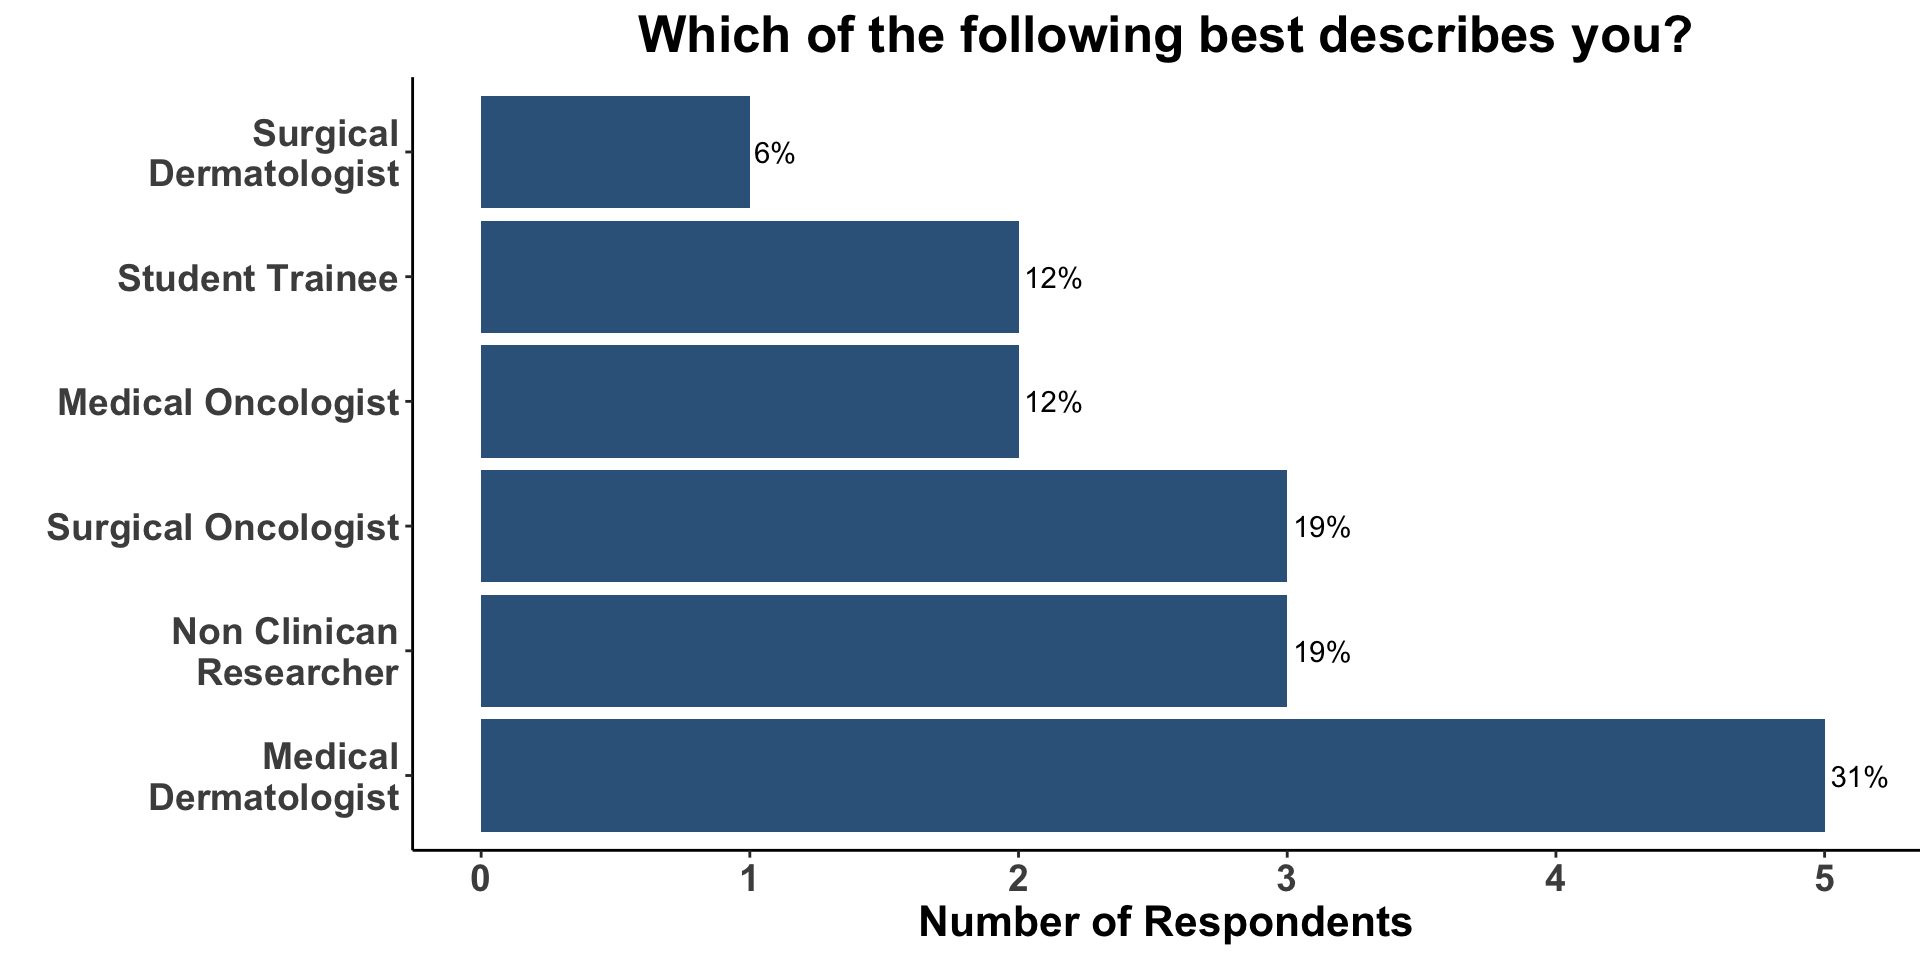 Which of the following best describes you?
Surgical
Dermatologist
6%
Student Trainee
12%
Medical Oncologist
12%
Surgical Oncologist
19%
Non Clinican
Researcher
19%
Medical
Dermatologist
31%
0 1 2 3 4 5
Number of Respondents